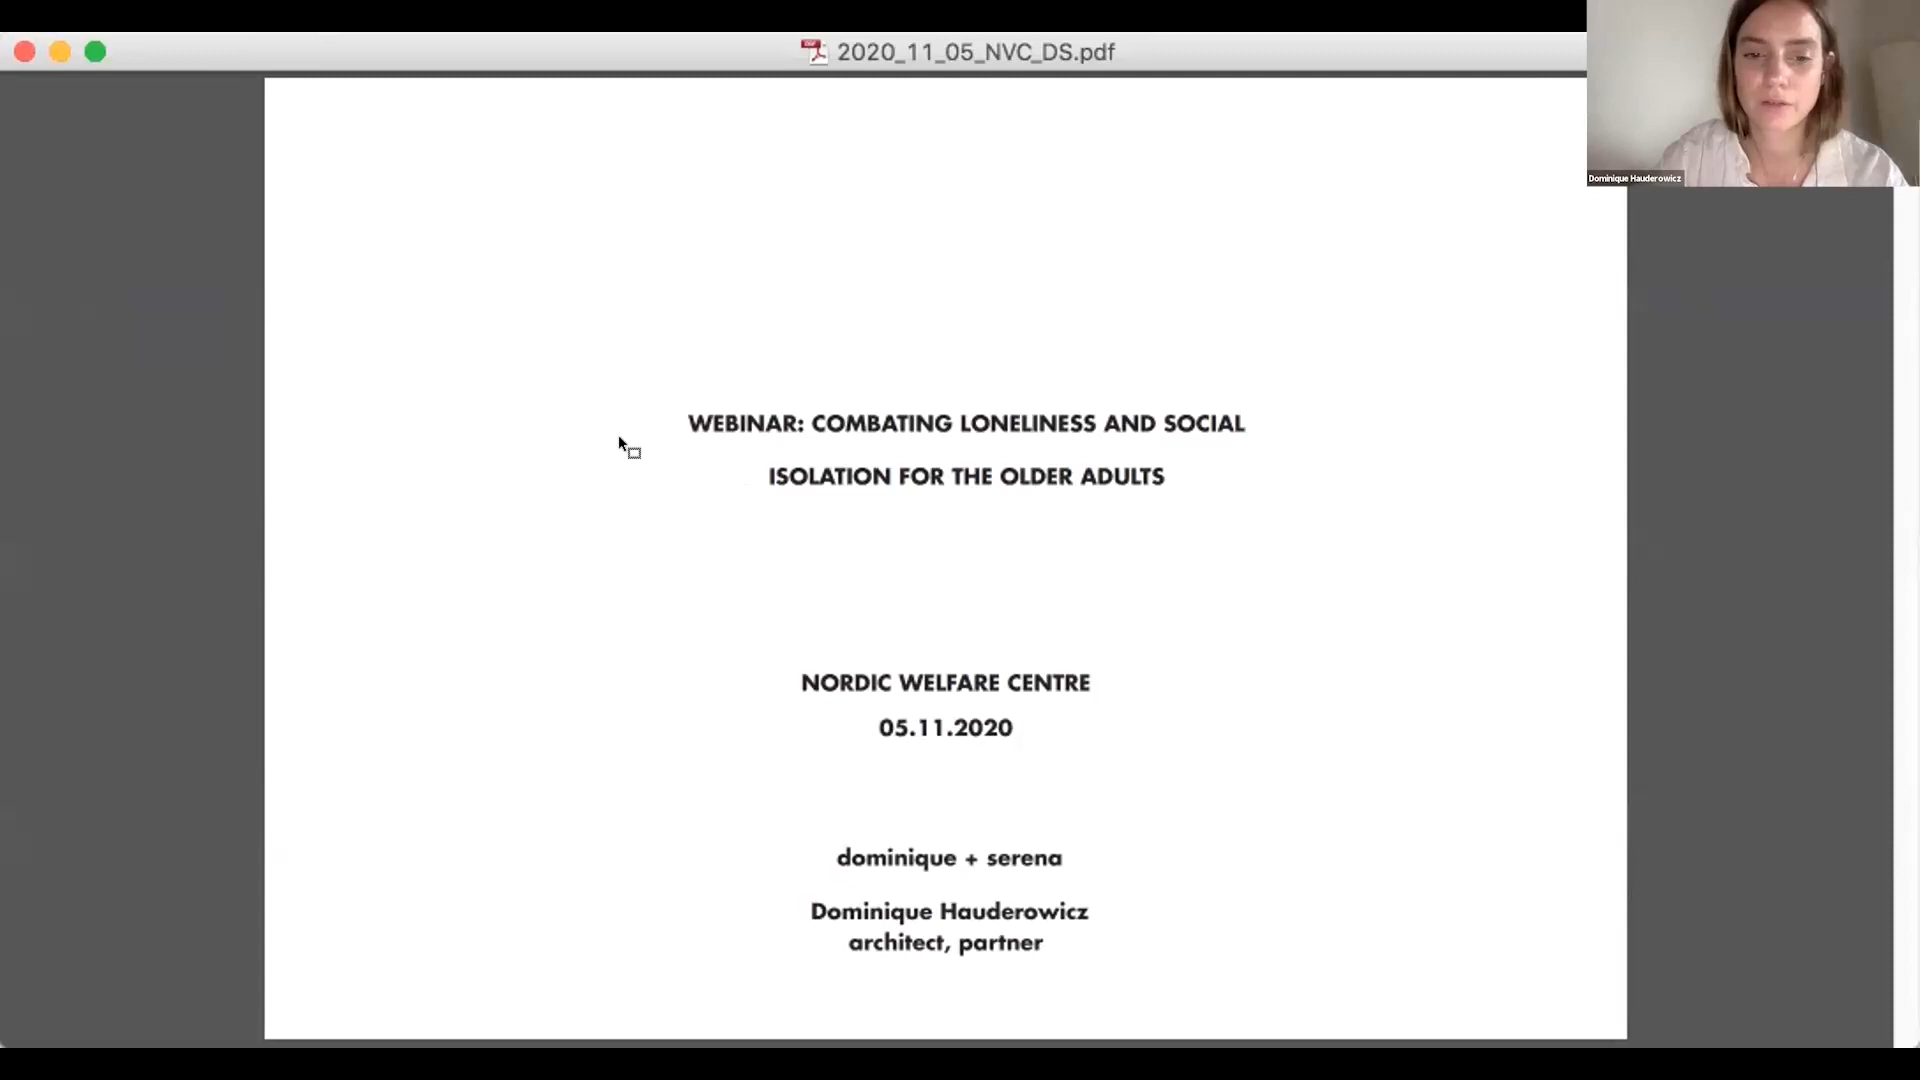 2020_11_05_NVC_DS.pdf
Dominique Hauderowicz
WEBINAR: COMBATING LONELINESS AND SOCIAL
ISOLATION FOR THE OLDER ADULTS
NORDIC WELFARE CENTRE
05.11.2020
dominique + serena
Dominique Hauderowicz
architect, partner